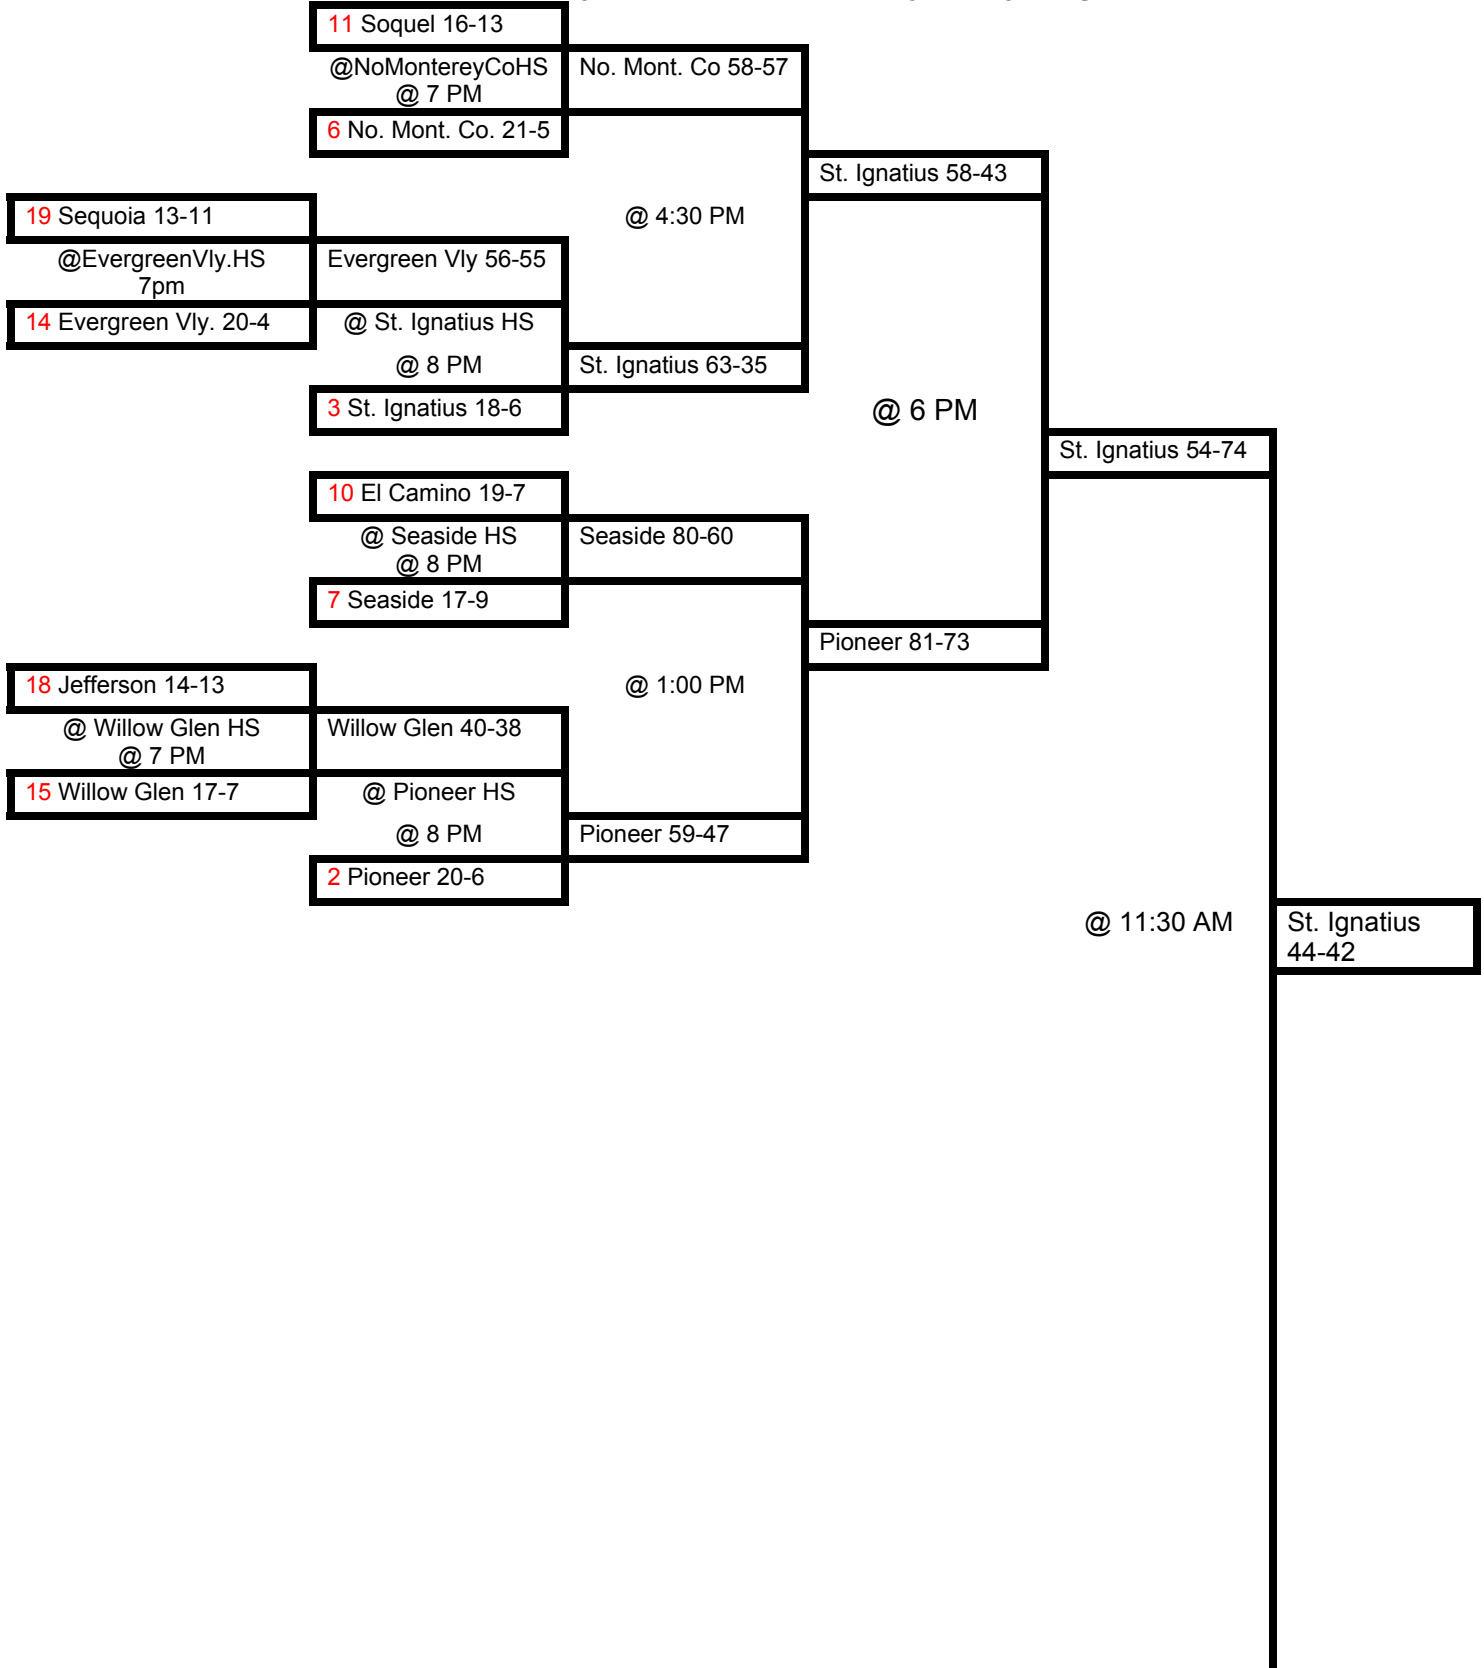 11 Soquel 16-13
@NoMontereyCoHS
@ 7 PM
No. Mont. Co 58-57
6 No. Mont. Co. 21-5
St. Ignatius 58-43
19 Sequoia 13-11
@ 4:30 PM
@EvergreenVly.HS
7pm
Evergreen Vly 56-55
14 Evergreen Vly. 20-4
@ St. Ignatius HS
@ 8 PM
St. Ignatius 63-35
3 St. Ignatius 18-6
@ 6 PM
St. Ignatius 54-74
10 El Camino 19-7
@ Seaside HS
@ 8 PM
Seaside 80-60
7 Seaside 17-9
Pioneer 81-73
18 Jefferson 14-13
@ 1:00 PM
@ Willow Glen HS
@ 7 PM
Willow Glen 40-38
15 Willow Glen 17-7
@ Pioneer HS
@ 8 PM
Pioneer 59-47
2 Pioneer 20-6
@ 11:30 AM
St. Ignatius
44-42